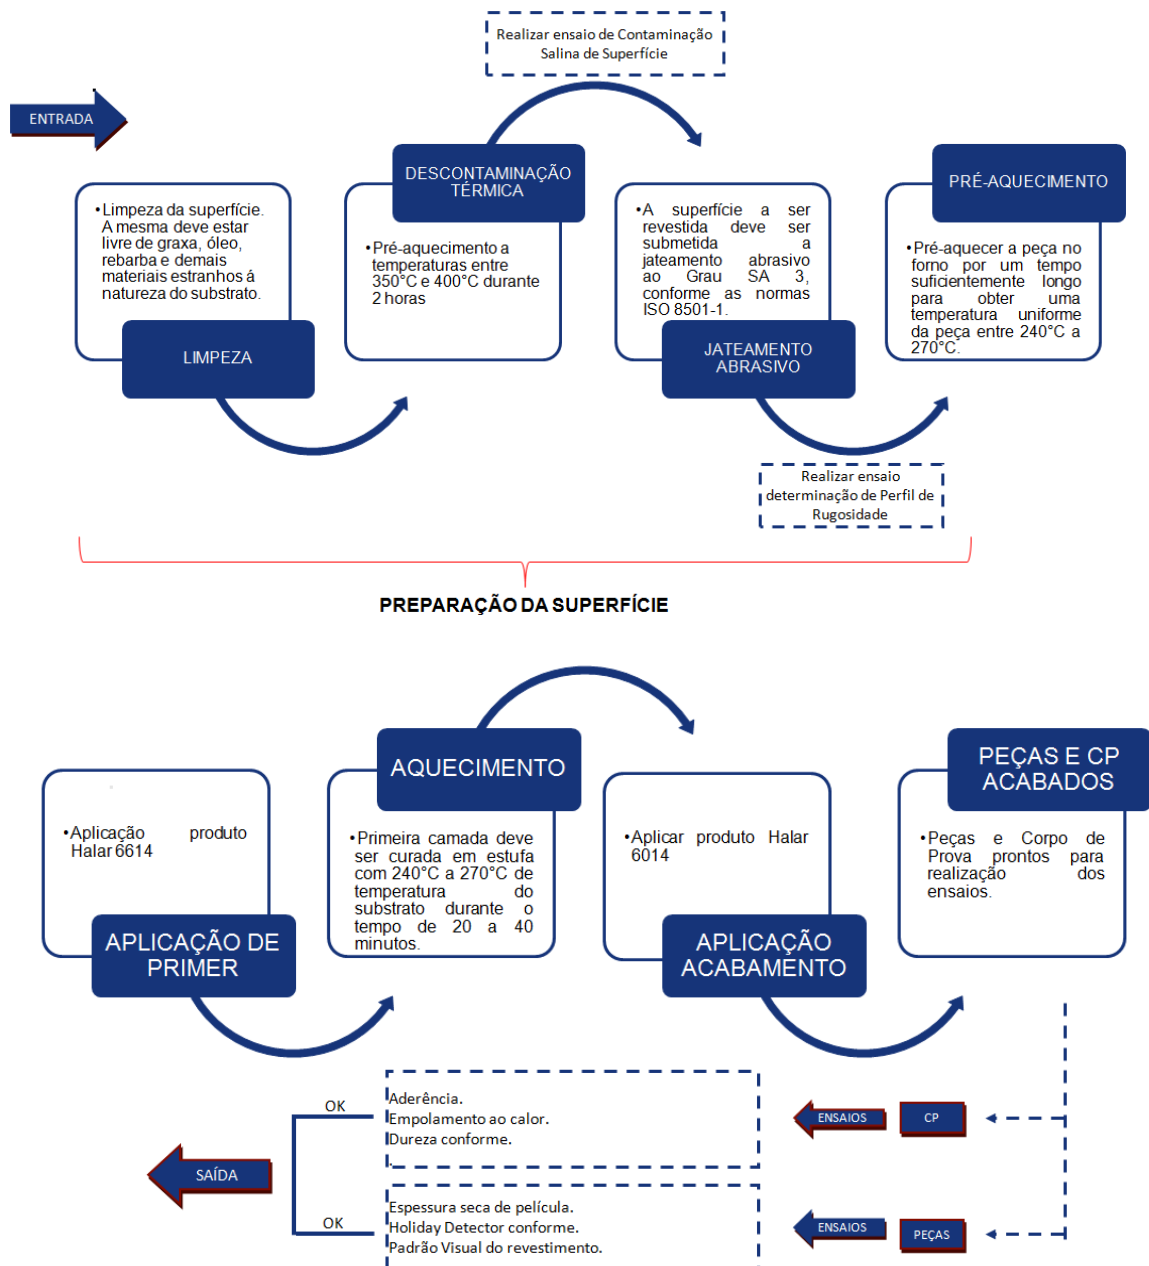 Realizar ensaio de Contaminação
Salina de Superfície
ENTRADA
•Limpeza da superfície.
A mesma deve estar
livre de graxa, óleo,
rebarba e demais
materiais estranhos á
natureza do substrato.
LIMPEZA
DESCONTAMINAÇÃO
TÉRMICA
•Pré-aquecimento a
temperaturas entre
350°C e 400°C durante
2 horas
•A superfície a ser
revestida deve ser
submetida a
jateamento abrasivo
ao Grau SA 3,
conforme as normas
ISO 8501-1.
JATEAMENTO
ABRASIVO
PRÉ-AQUECIMENTO
•Pré-aquecer a peça no
forno por um tempo
suficientemente longo
para obter uma
temperatura uniforme
da peça entre 240°C a
270°C.
Realizar ensaio
determinação de Perfil de
Rugosidade
PREPARAÇÃO DA SUPERFÍCIE
•Aplicação produto
Halar 6614
APLICAÇÃO DE
PRIMER
AQUECIMENTO
•Primeira camada deve
ser curada em estufa
com 240°C a 270°C de
temperatura do
substrato durante o
tempo de 20 a 40
minutos.
•Aplicar produto Halar
6014
APLICAÇÃO
ACABAMENTO
PEÇAS E CP
ACABADOS
•Peças e Corpo de
Prova prontos para
realização dos
ensaios.
Aderência.
Empolamento ao calor.
Dureza conforme.
.
OK
ENSAIOS
CP
SAÍDA
Espessura seca de película.
Holiday Detector conforme.
Padrão Visual do revestimento.
OK
ENSAIOS
PEÇAS